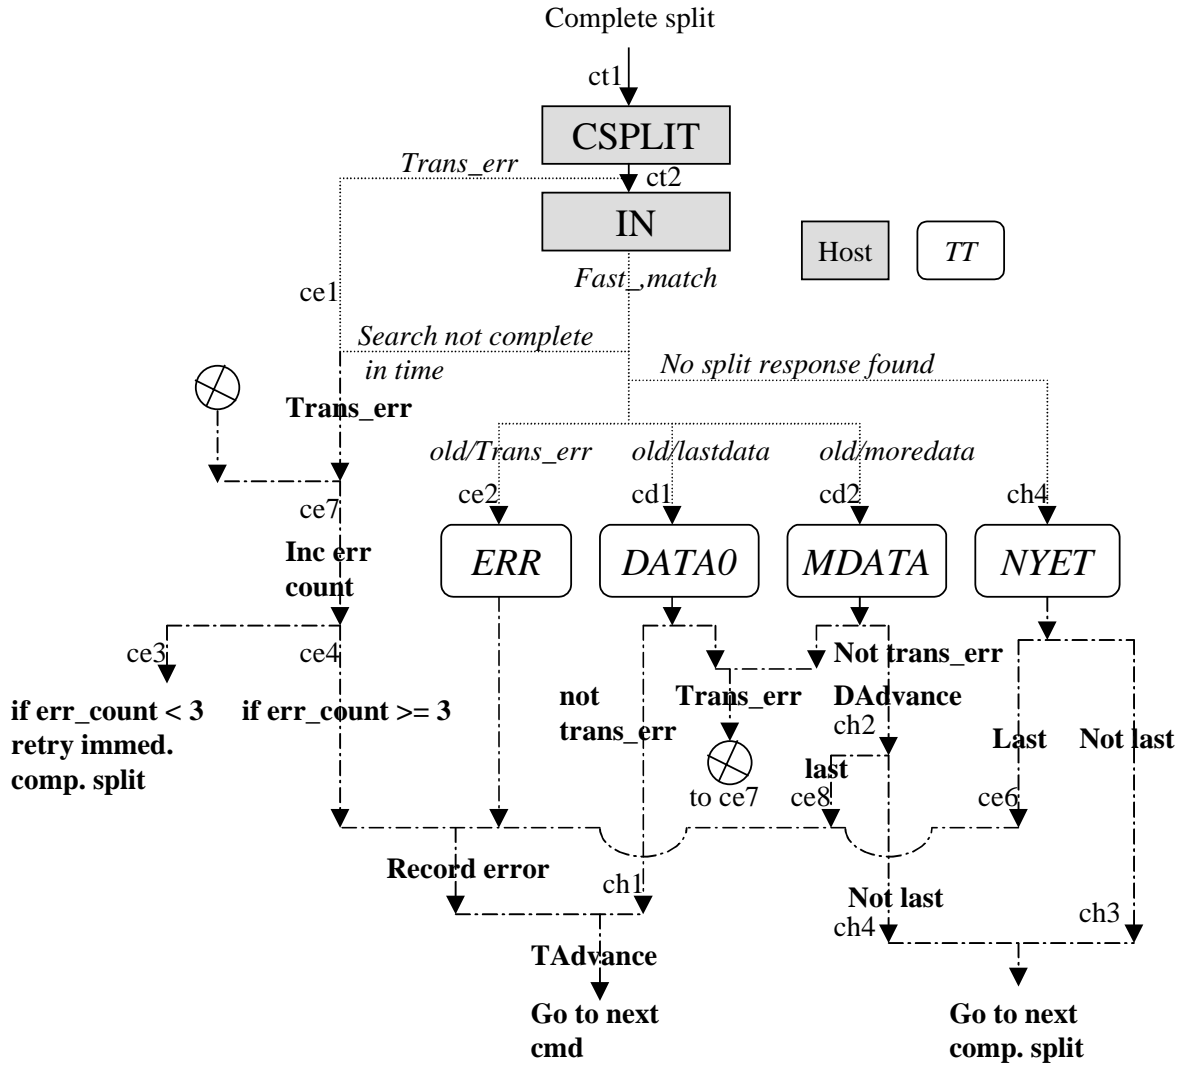 Complete split
ct1
CSPLIT
Trans_err
ct2
IN
Host
TT
Fast_,match
ce1
Search not complete
in time
No split response found
Trans_err
old/Trans_err
old/lastdata
old/moredata
ce2
cd1
cd2
ch4
ce7
Inc err
count
ERR
DATA0
MDATA
NYET
ce3
ce4
Not trans_err
if err_count < 3
retry immed.
comp. split
if err_count >= 3
not
trans_err
Trans_err
DAdvance
ch2
Last
Not last
last
to ce7
ce8
ce6
Record error
ch1
Not last
ch4
ch3
TAdvance
Go to next
cmd
Go to next
comp. split